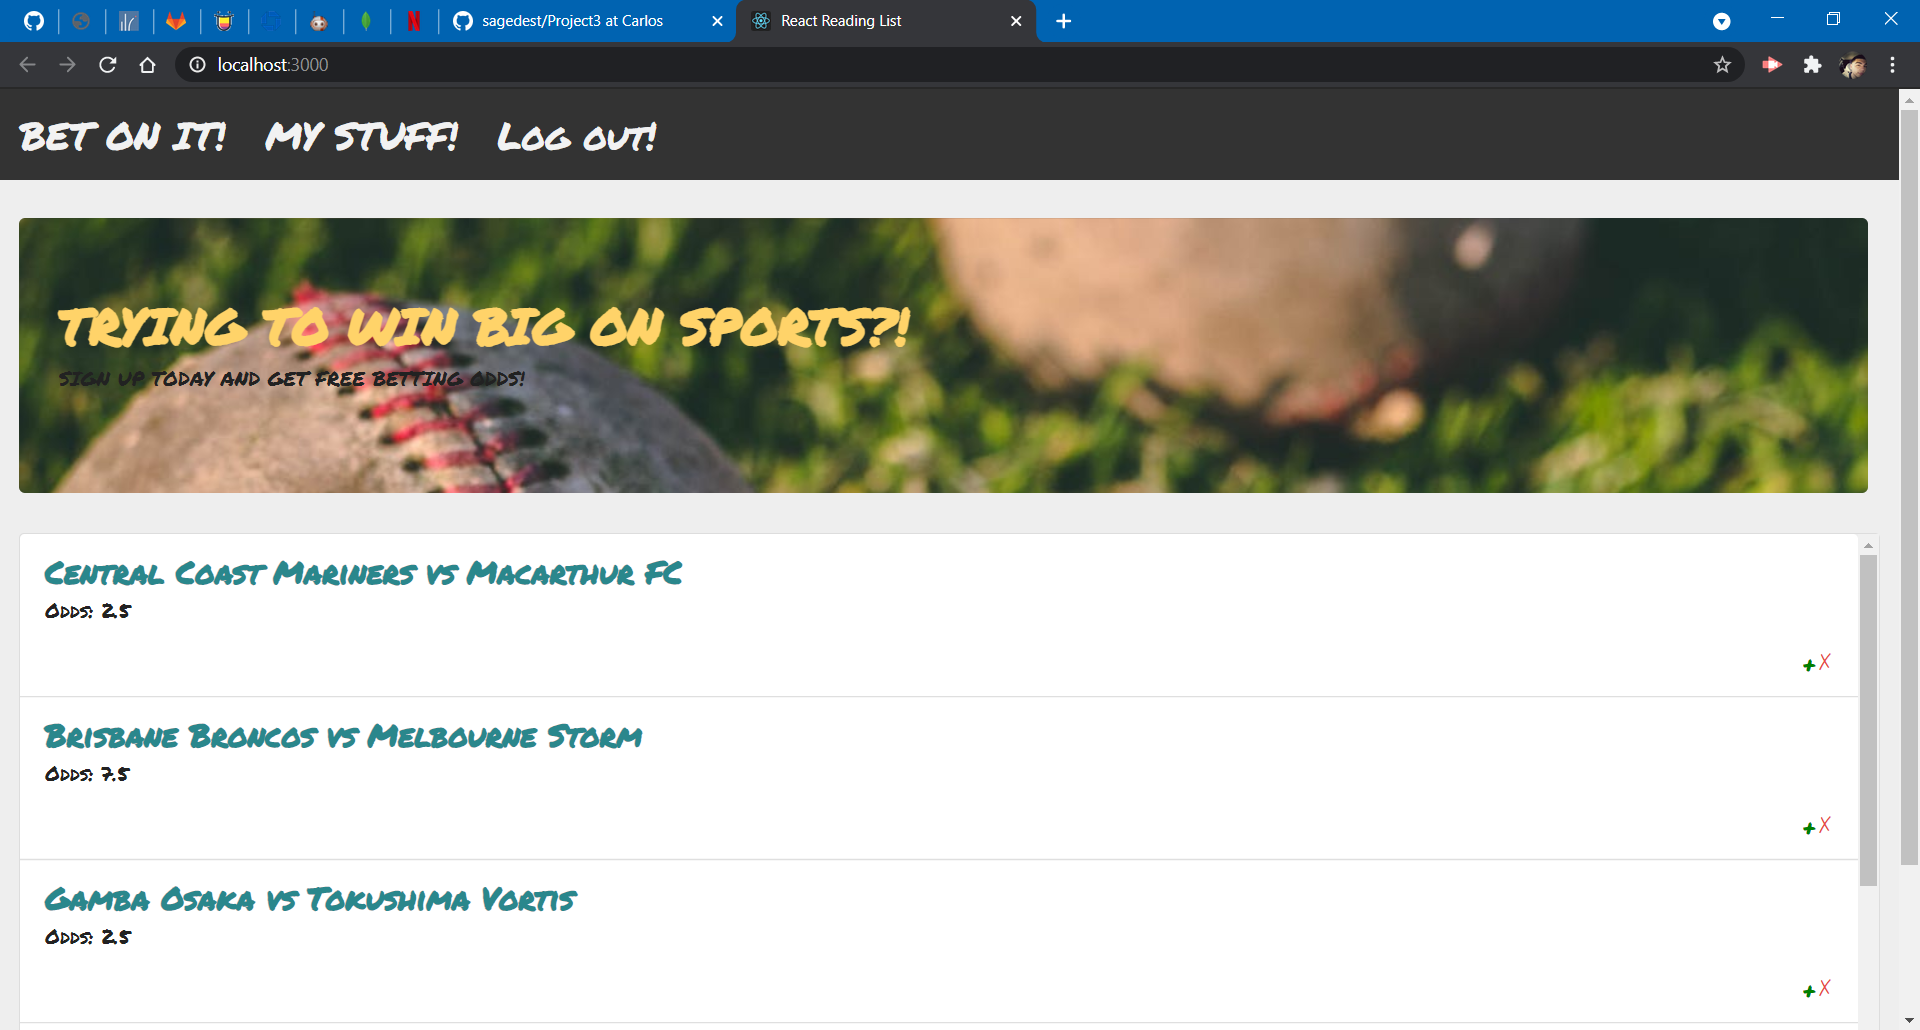 sagedest/Project3 at Carlos
React Reading List
localhost:3000
BET ON IT! MY STUFF! Log out!
TRYING TO WIN BIG ON SPORTS?!
SIGN UP TODAY AND GET FREE BETTING ODDS!
Central Coast Mariners vs Macarthur FC
Odds: 2.5
+ X
Brisbane Broncos vs Melbourne Storm
Odds: 7.5
+ X
Gamba Osaka vs Tokushima Vortis
Odds: 2.5
+ X